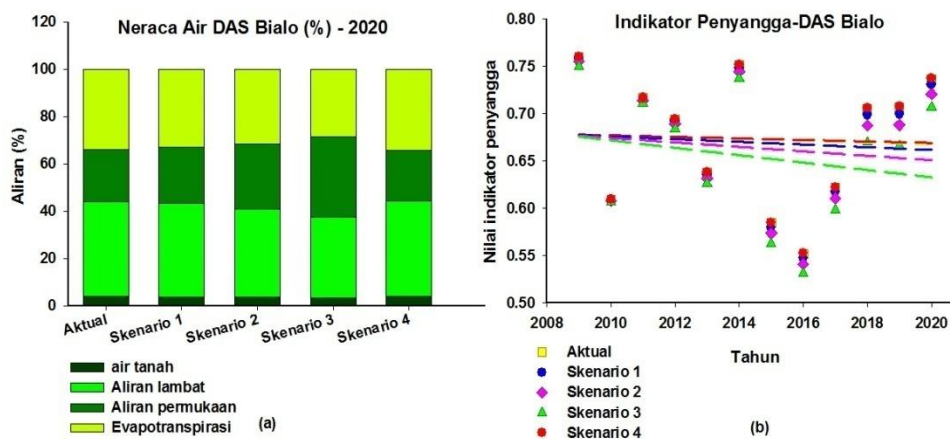 Neraca Air DAS Bialo (%) - 2020
Aliran (%)
120
100
80
60
40
20
0
Aktual
Skenario 1
Skenario 2
Skenario 3
Skenario 4
air tanah
Aliran lambat
Aliran permukaan
Evapotranspirasi
(a)
Indikator Penyangga-DAS Bialo
Nilai indikator penyangga
0.80
0.75
0.70
0.65
0.60
0.55
0.50
2008 2010 2012 2014 2016 2018 2020
Tahun
Aktual
Skenario 1
Skenario 2
Skenario 3
Skenario 4
(b)